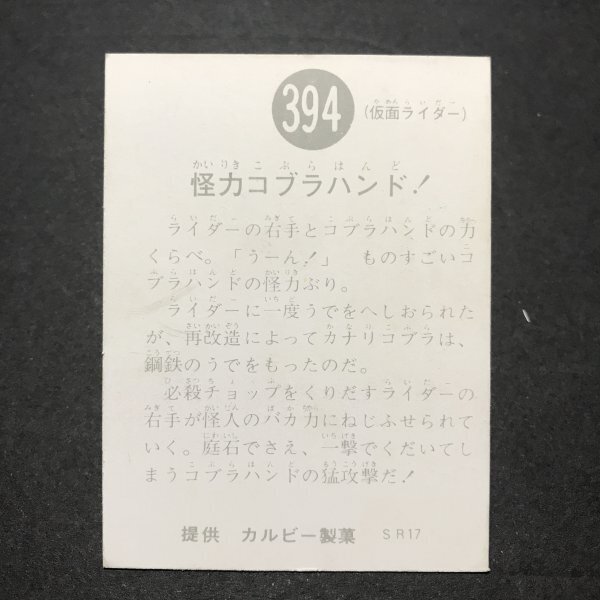 394
(仮面ライダー)
怪力コブラハンド!
ライダーの右手とコブラハンドの力
くらべ。「うーん!」 ものすごいコ
ブラハンドの怪力ぶり。
ライダーに一度うでをへしおられた
が、再改造によってカナリコブラは、
鋼鉄のうでをもったのだ。
必殺チョップをくりだすライダーの
右手が怪人のバカ力にねじふせられて
いく。庭石でさえ、一撃でくだいてし
まうコブラハンドの猛攻撃だ!
提供 カルビー製菓 SR17